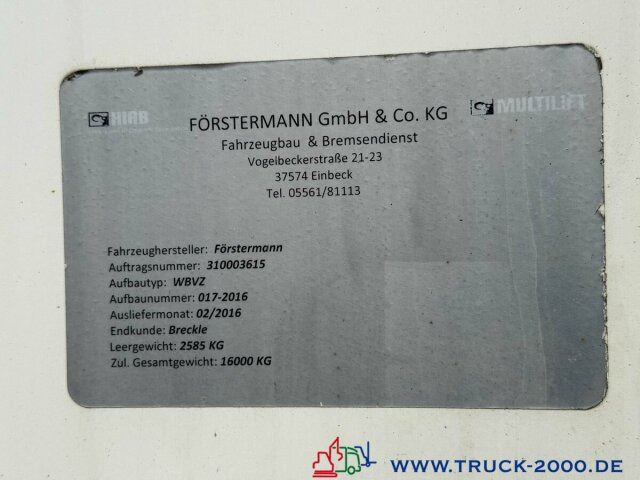 HIAB
MULTILIFT
FÖRSTERMANN GmbH & Co. KG
Fahrzeugbau & Bremsendienst
Vogelbeckerstraße 21-23
37574 Einbeck
Tel. 05561/81113
Fahrzeughersteller: Förstermann
Auftragsnummer: 310003615
Aufbautyp: WBVZ
Aufbaunummer: 017-2016
Ausliefermonat: 02/2016
Endkunde: Breckle
Leergewicht: 2585 KG
Zul. Gesamtgewicht: 16000 KG
WWW.TRUCK-2000.DE